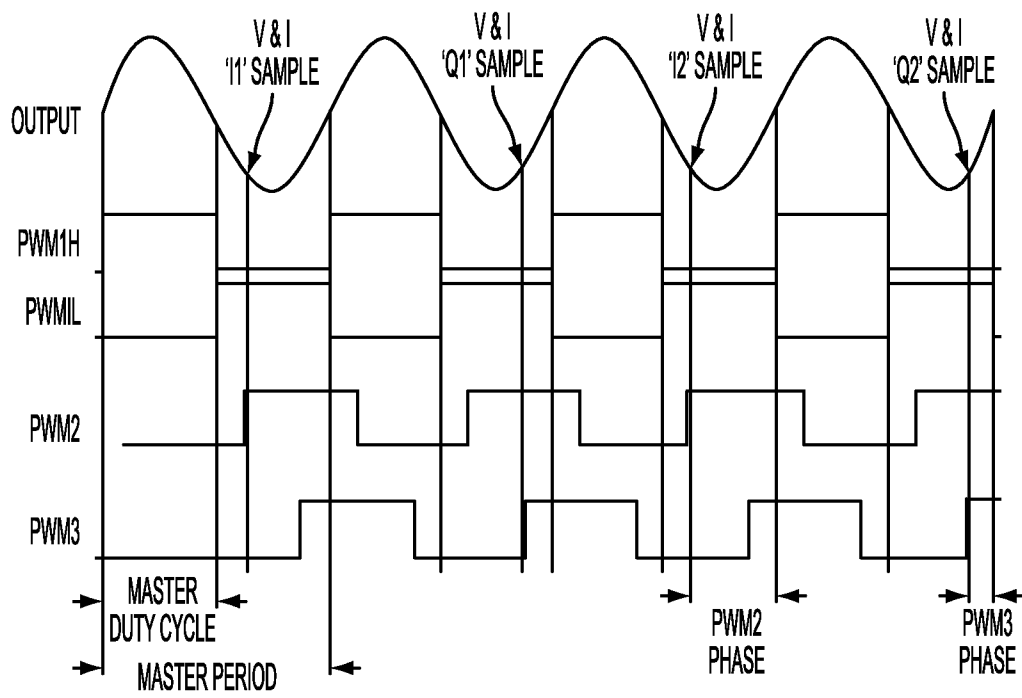 V & I
'I1' SAMPLE
V & I
'Q1' SAMPLE
V & I
'I2' SAMPLE
V & I
'Q2' SAMPLE
OUTPUT
PWM1H
PWMIL
PWM2
PWM3
MASTER
DUTY CYCLE
MASTER PERIOD
PWM2
PHASE
PWM3
PHASE